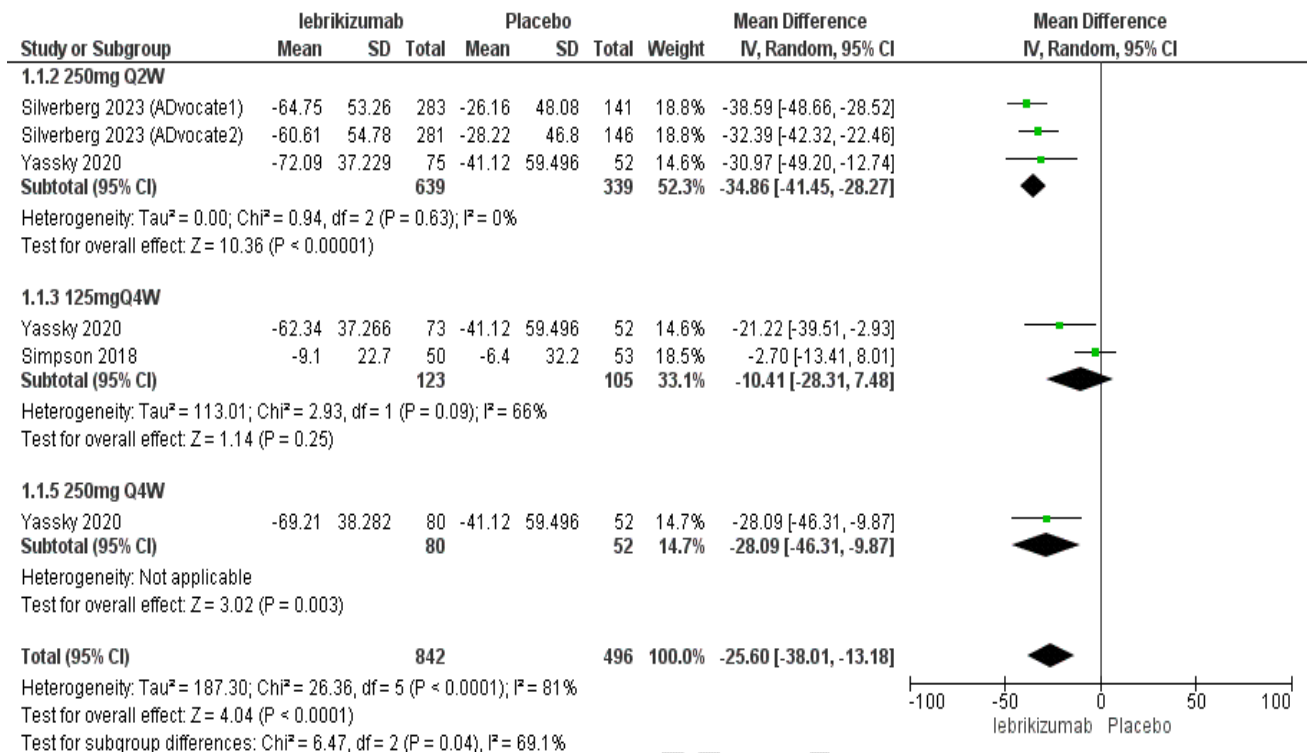 lebrikizumab Placebo Mean Difference Mean Difference
Study or Subgroup Mean SD Total Mean SD Total Weight IV, Random, 95% CI IV, Random, 95% CI
1.1.2 250mg Q2W
Silverberg 2023 (ADvocate1) -64.75 53.26 283 -26.16 48.08 141 18.8% -38.59 [-48.66, -28.52]
Silverberg 2023 (ADvocate2) -60.61 54.78 281 -28.22 46.8 146 18.8% -32.39 [-42.32, -22.46]
Yassky 2020 -72.09 37.229 75 -41.12 59.496 52 14.6% -30.97 [-49.20, -12.74]
Subtotal (95% CI) 639 339 52.3% -34.86 [-41.45, -28.27]
Heterogeneity: Tau² = 0.00; Chi² = 0.94, df = 2 (P = 0.63); I² = 0%
Test for overall effect: Z = 10.36 (P < 0.00001)
1.1.3 125mgQ4W
Yassky 2020 -62.34 37.266 73 -41.12 59.496 52 14.6% -21.22 [-39.51, -2.93]
Simpson 2018 -9.1 22.7 50 -6.4 32.2 53 18.5% -2.70 [-13.41, 8.01]
Subtotal (95% CI) 123 105 33.1% -10.41 [-28.31, 7.48]
Heterogeneity: Tau² = 113.01; Chi² = 2.93, df = 1 (P = 0.09); I² = 66%
Test for overall effect: Z = 1.14 (P = 0.25)
1.1.5 250mg Q4W
Yassky 2020 -69.21 38.282 80 -41.12 59.496 52 14.7% -28.09 [-46.31, -9.87]
Subtotal (95% CI) 80 52 14.7% -28.09 [-46.31, -9.87]
Heterogeneity: Not applicable
Test for overall effect: Z = 3.02 (P = 0.003)
Total (95% CI) 842 496 100.0% -25.60 [-38.01, -13.18]
Heterogeneity: Tau² = 187.30; Chi² = 26.36, df = 5 (P < 0.0001); I² = 81%
Test for overall effect: Z = 4.04 (P < 0.0001)
Test for subgroup differences: Chi² = 6.47, df = 2 (P = 0.04), I² = 69.1%
-100 -50 0 50 100
lebrikizumab Placebo